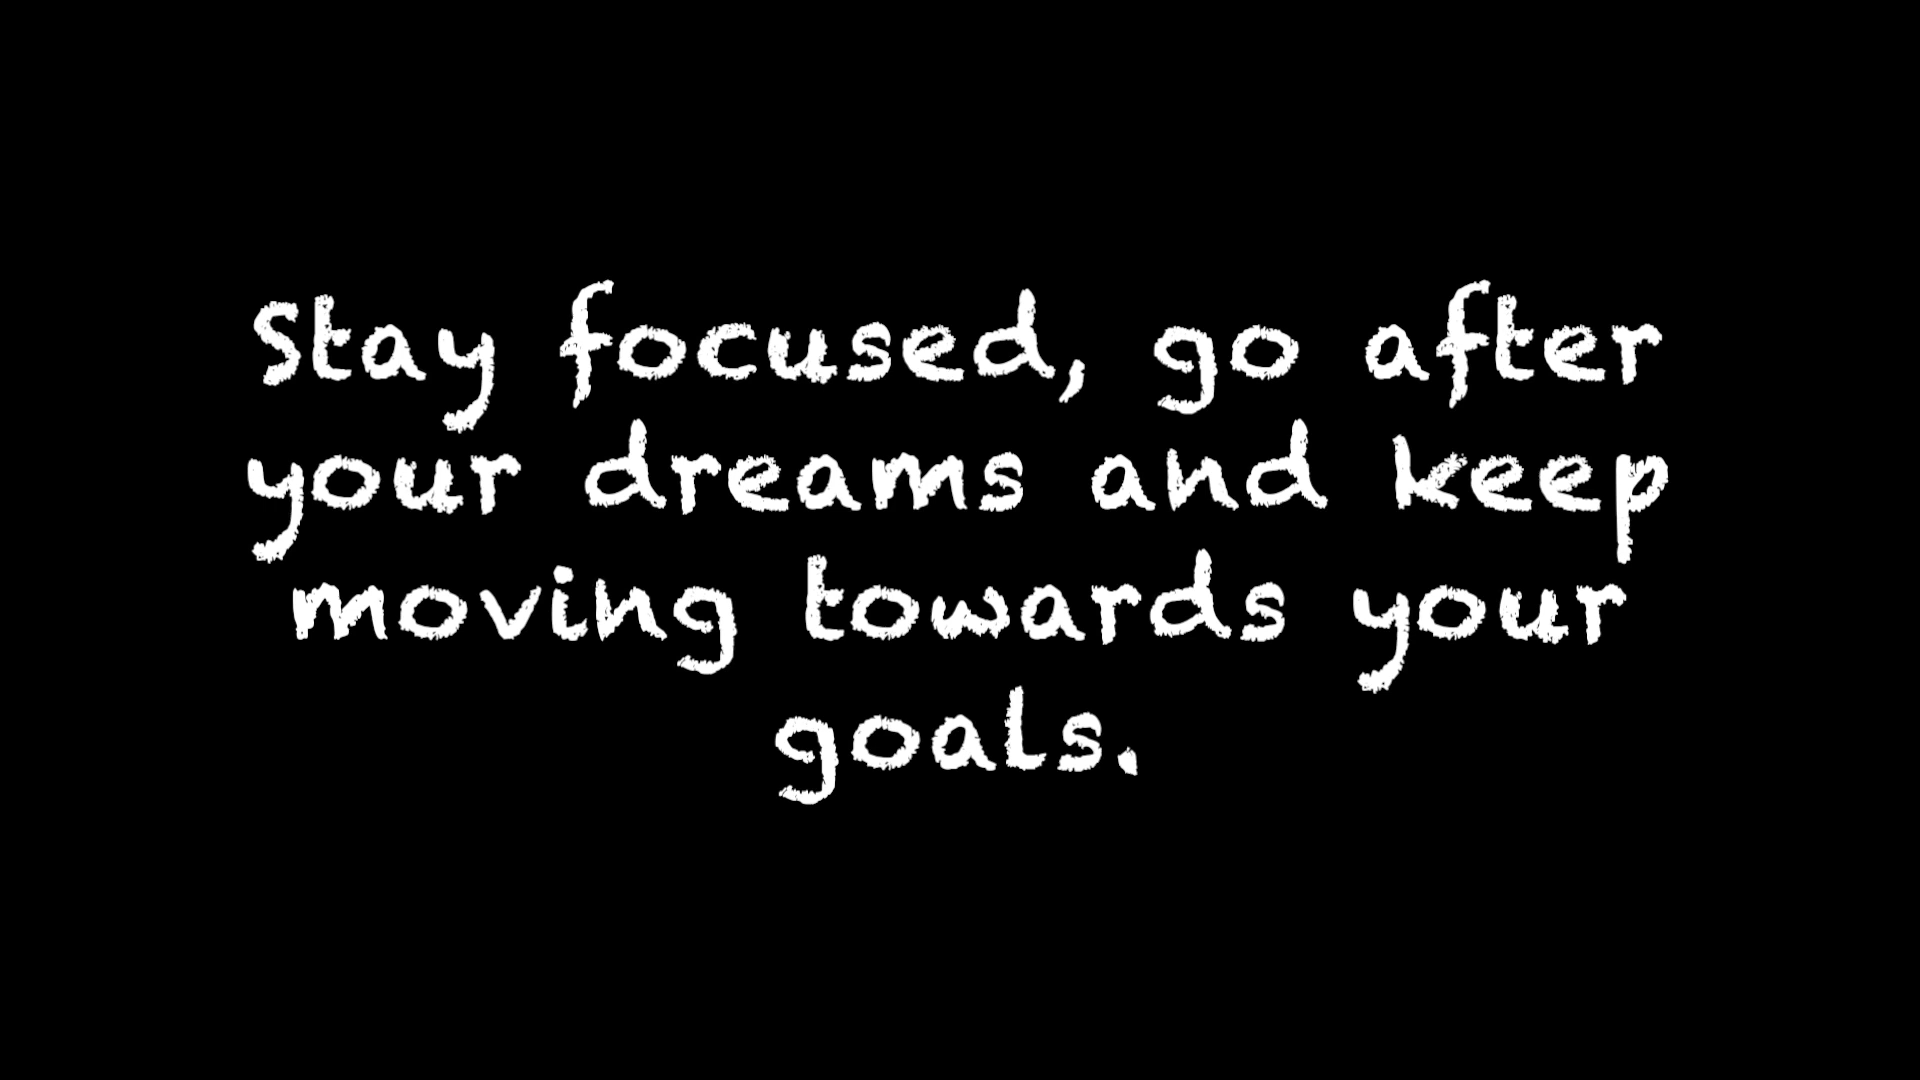 Stay focused, go after
your dreams and keep
moving towards your
goals.